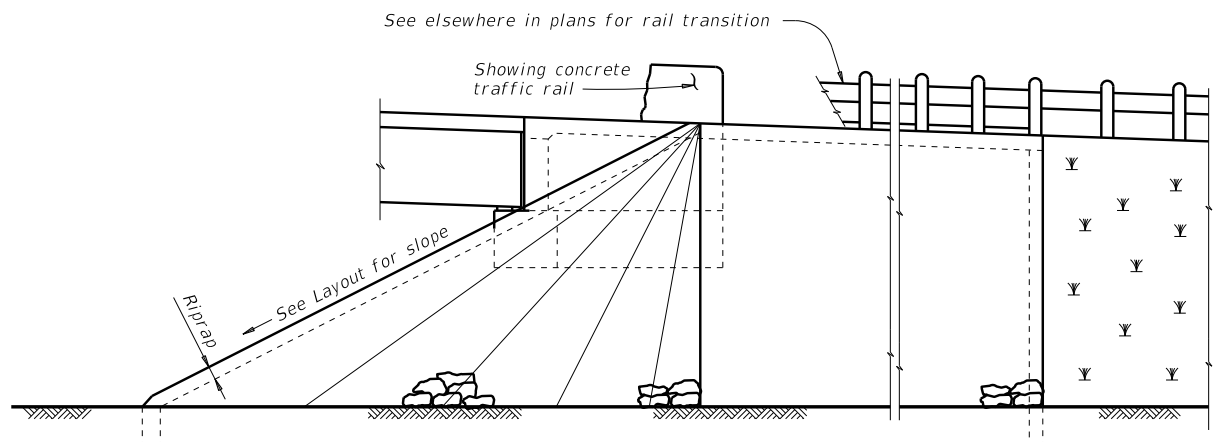 See elsewhere in plans for rail transition
Showing concrete
traffic rail
See Layout for slope
Riprap